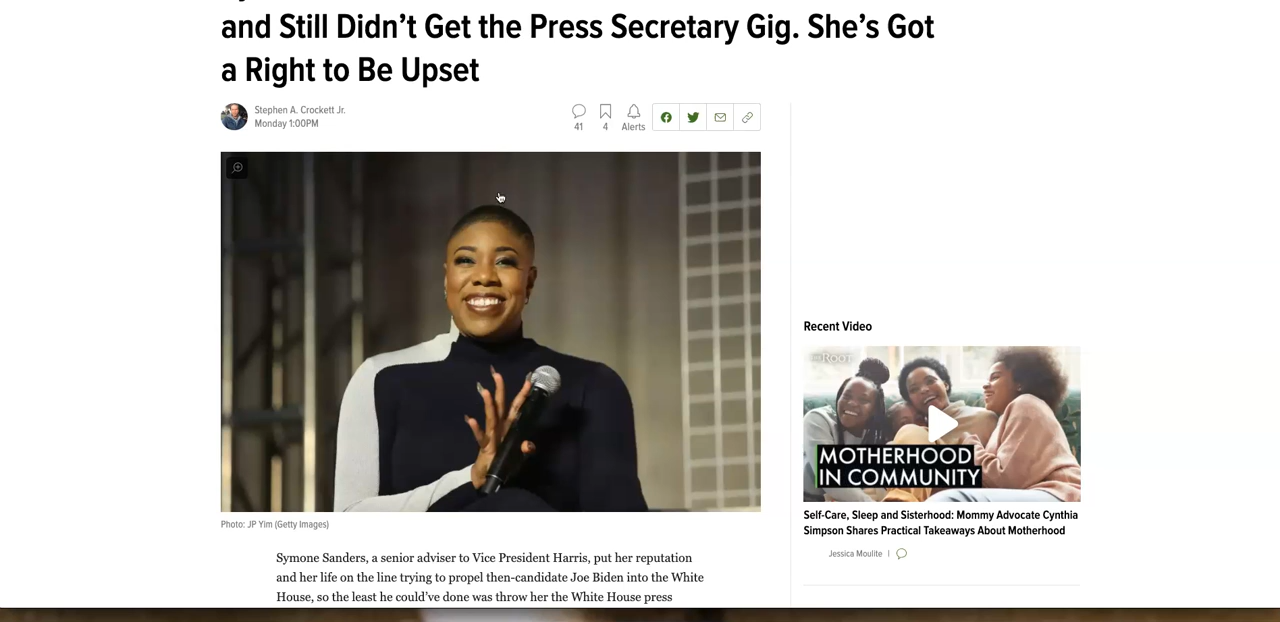 and Still Didn’t Get the Press Secretary Gig. She’s Got
a Right to Be Upset
Stephen A. Crockett Jr.
Monday 1:00PM
41
4
Alerts
Photo: JP Yim (Getty Images)
Symone Sanders, a senior adviser to Vice President Harris, put her reputation
and her life on the line trying to propel then-candidate Joe Biden into the White
House, so the least he could’ve done was throw her the White House press
Recent Video
The Root
MOTHERHOOD
IN COMMUNITY
Self-Care, Sleep and Sisterhood: Mommy Advocate Cynthia
Simpson Shares Practical Takeaways About Motherhood
Jessica Moulite |